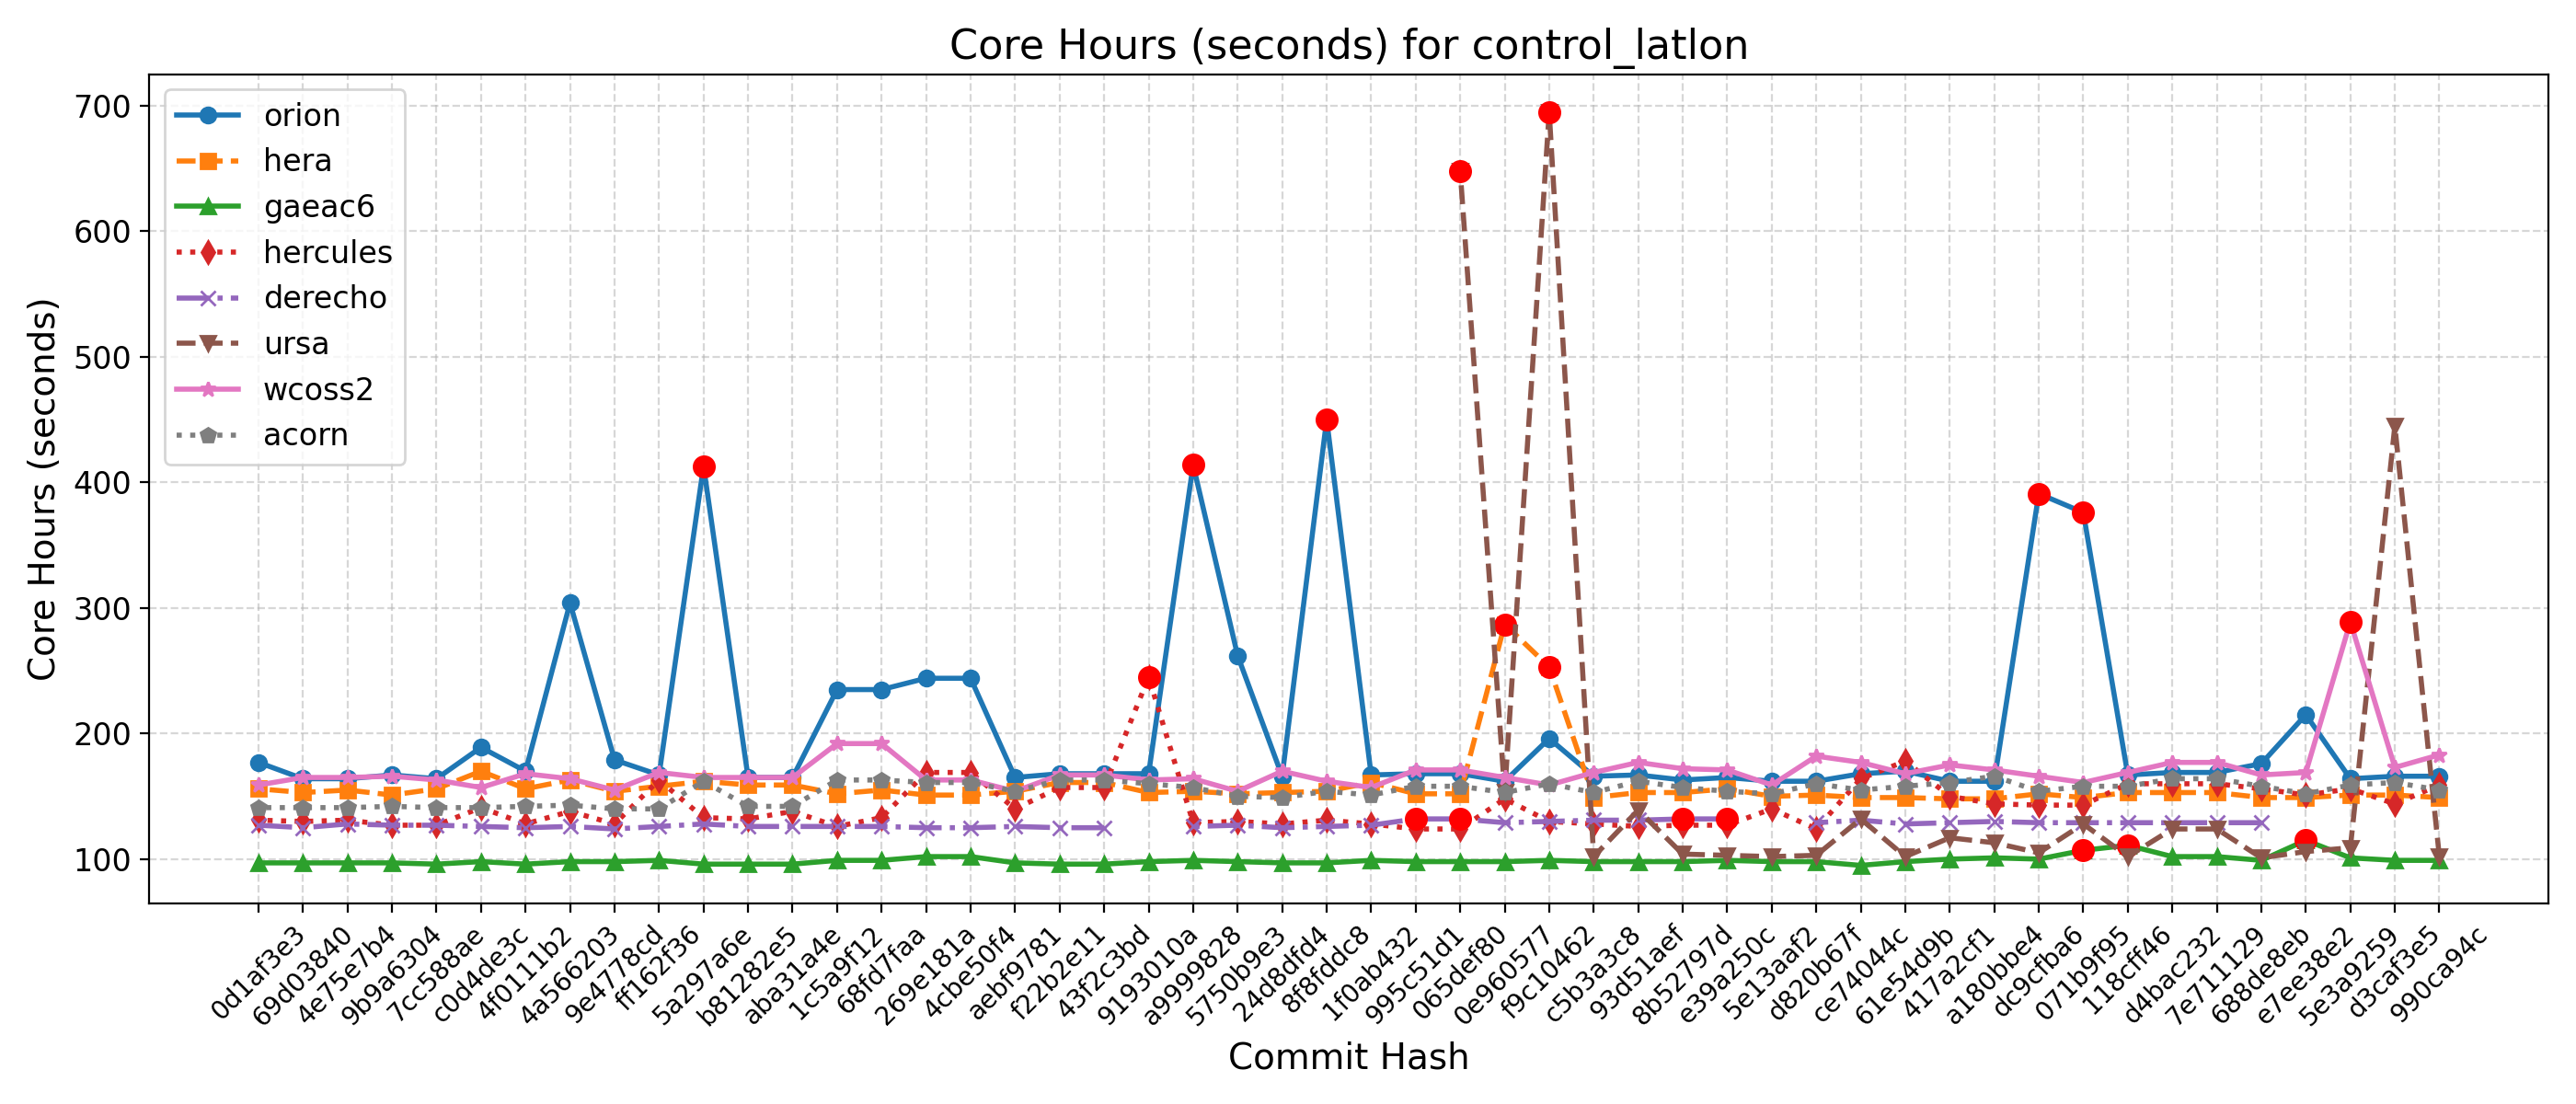 Core Hours (seconds) for control_latlon
Core Hours (seconds)
700
600
500
400
300
200
100
orion
hera
gaeac6
hercules
derecho
ursa
wcoss2
acorn
0d1af3e3
69d03840
4e75e7b4
9b9a6304
7cc588ae
c0d4de3c
4f0111b2
4a566203
9e4778cd
ff162f36
5a297a6e
b81282e5
aba31a4e
1c5a9f12
68fd7faa
269e181a
4cbe50f4
aebf9781
f22b2e11
43f2c3bd
9193010a
a9999828
5750b9e3
24d8dfd4
8f8fddc8
1f0ab432
995c51d1
065def80
0e960577
f9c10462
c5b3a3c8
93d51aef
8b52797d
e39a250c
5e13aaf2
d820b67f
ce74044c
61e54d9b
417a2cf1
a180bbe4
dc9cfba6
071b9f95
118cff46
d4bac232
7e711129
688de8eb
e7ee38e2
5e3a9259
d3caf3e5
990ca94c
Commit Hash